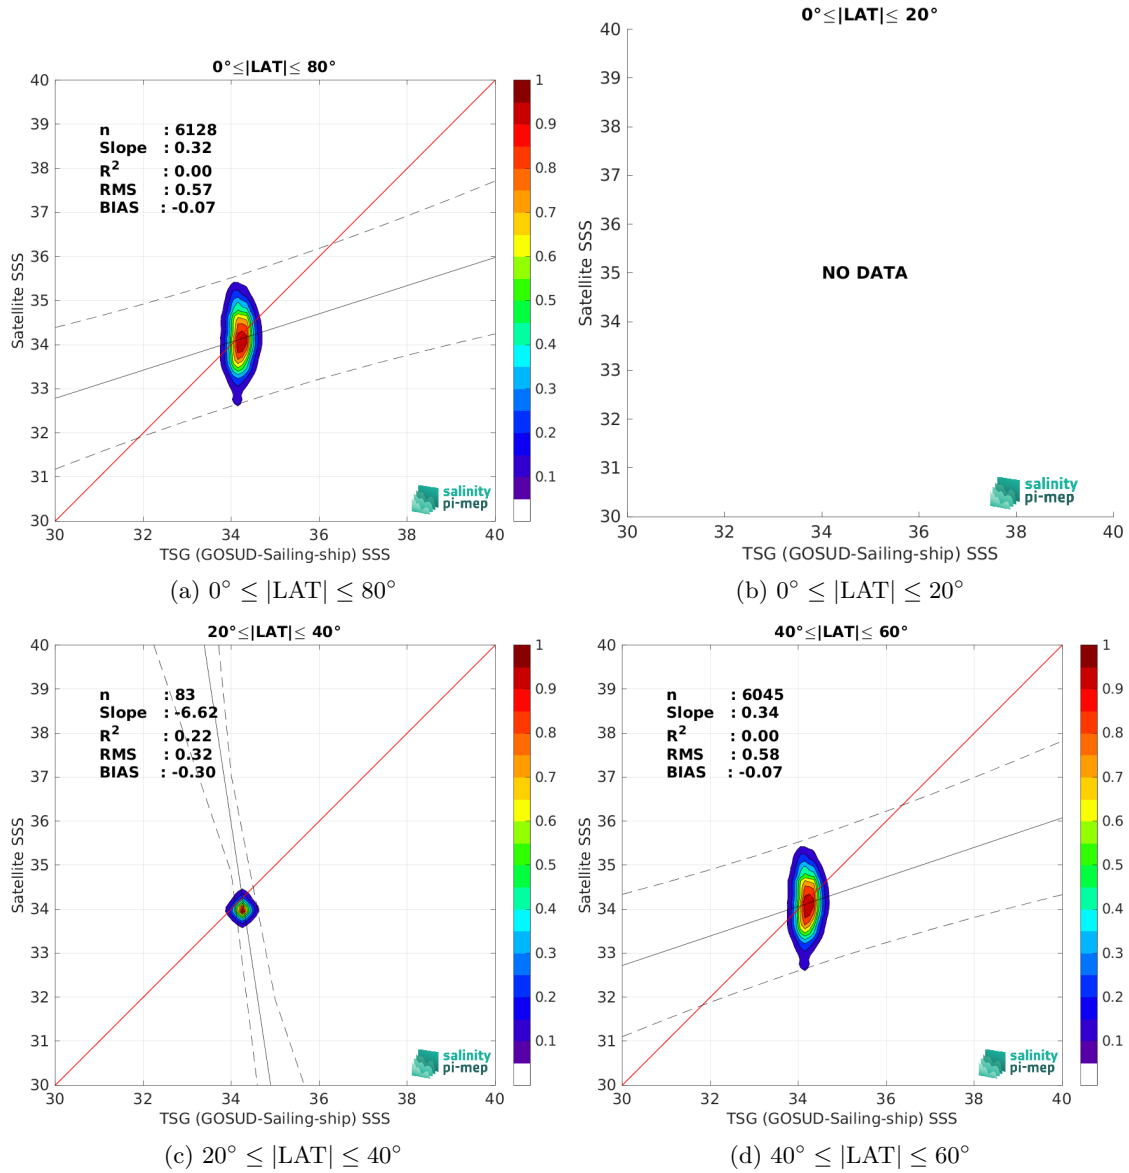 0°≤|LAT|≤ 80°
40
39
38
37
36
35
34
33
32
31
30
30
32
34
36
38
40
Satellite SSS
TSG (GOSUD-Sailing-ship) SSS
n : 6128
Slope : 0.32
R² : 0.00
RMS : 0.57
BIAS : -0.07
1
0.9
0.8
0.7
0.6
0.5
0.4
0.3
0.2
0.1
salinity
pi-mep
(a) 0° ≤ |LAT| ≤ 80°
0°≤|LAT|≤ 20°
40
39
38
37
36
35
34
33
32
31
30
30
32
34
36
38
40
Satellite SSS
TSG (GOSUD-Sailing-ship) SSS
NO DATA
salinity
pi-mep
(b) 0° ≤ |LAT| ≤ 20°
20°≤|LAT|≤ 40°
40
39
38
37
36
35
34
33
32
31
30
30
32
34
36
38
40
Satellite SSS
TSG (GOSUD-Sailing-ship) SSS
n : 83
Slope : -6.62
R² : 0.22
RMS : 0.32
BIAS : -0.30
1
0.9
0.8
0.7
0.6
0.5
0.4
0.3
0.2
0.1
salinity
pi-mep
(c) 20° ≤ |LAT| ≤ 40°
40°≤|LAT|≤ 60°
40
39
38
37
36
35
34
33
32
31
30
30
32
34
36
38
40
Satellite SSS
TSG (GOSUD-Sailing-ship) SSS
n : 6045
Slope : 0.34
R² : 0.00
RMS : 0.58
BIAS : -0.07
1
0.9
0.8
0.7
0.6
0.5
0.4
0.3
0.2
0.1
salinity
pi-mep
(d) 40° ≤ |LAT| ≤ 60°